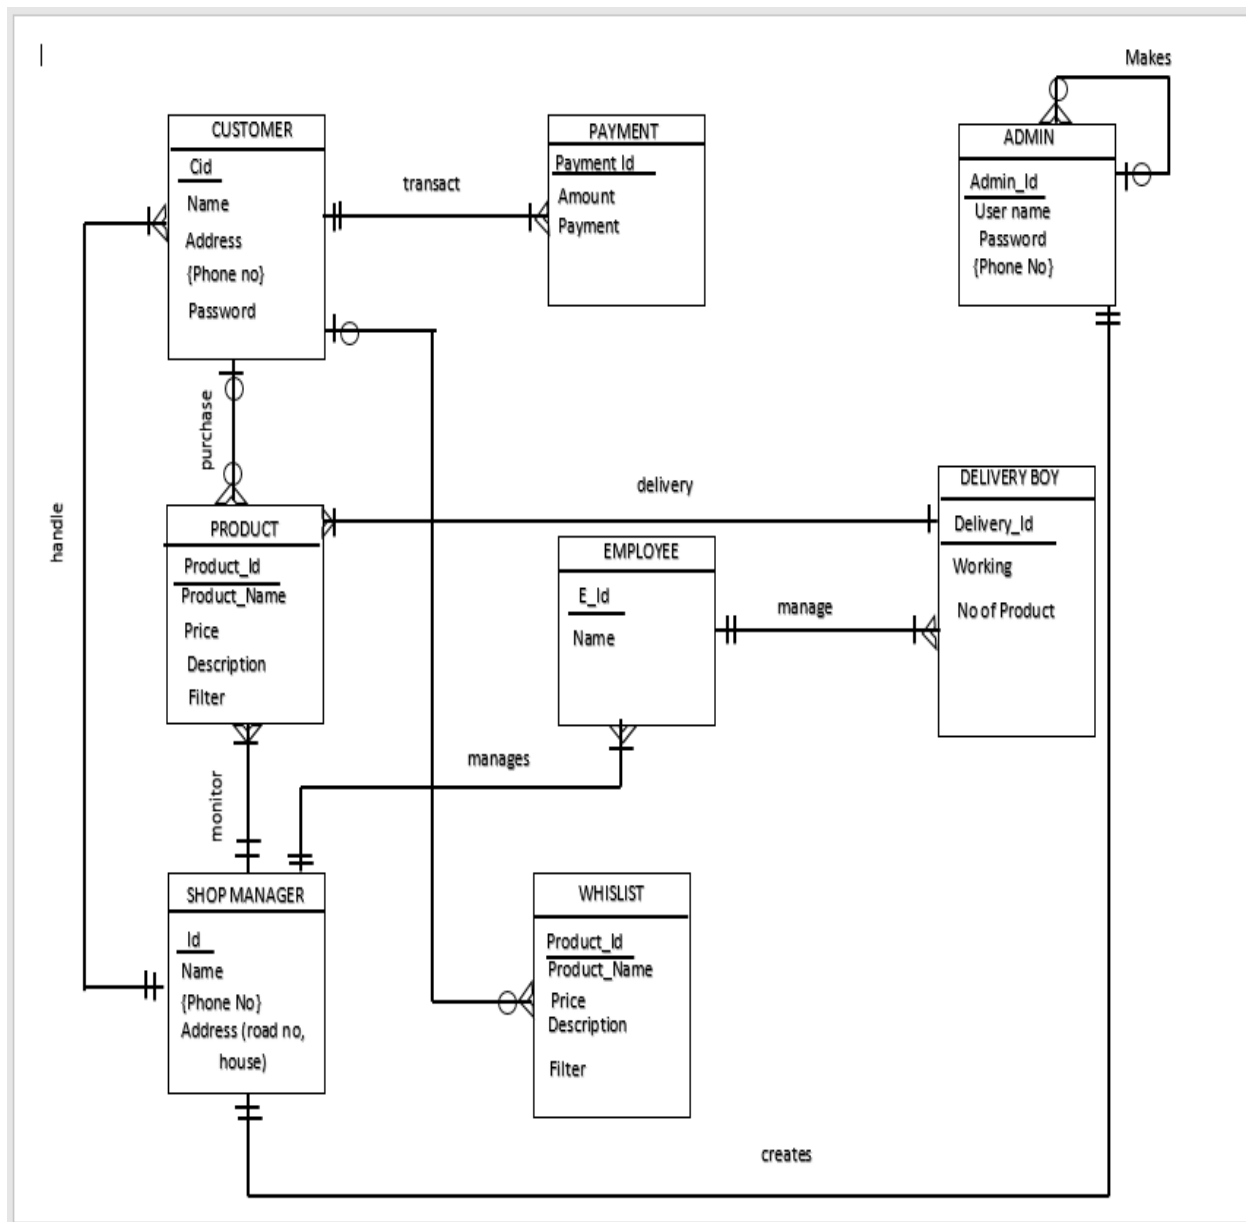 Makes
CUSTOMER
Cid
Name
Address
{Phone no}
Password
transact
PAYMENT
Payment Id
Amount
Payment
ADMIN
Admin_Id
User name
Password
{Phone No}
purchase
handle
delivery
PRODUCT
Product_Id
Product_Name
Price
Description
Filter
EMPLOYEE
E_Id
Name
manage
DELIVERY BOY
Delivery_Id
Working
No of Product
manages
monitor
SHOP MANAGER
Id
Name
{Phone No}
Address (road no,
house)
WHISLIST
Product_Id
Product_Name
Price
Description
Filter
creates